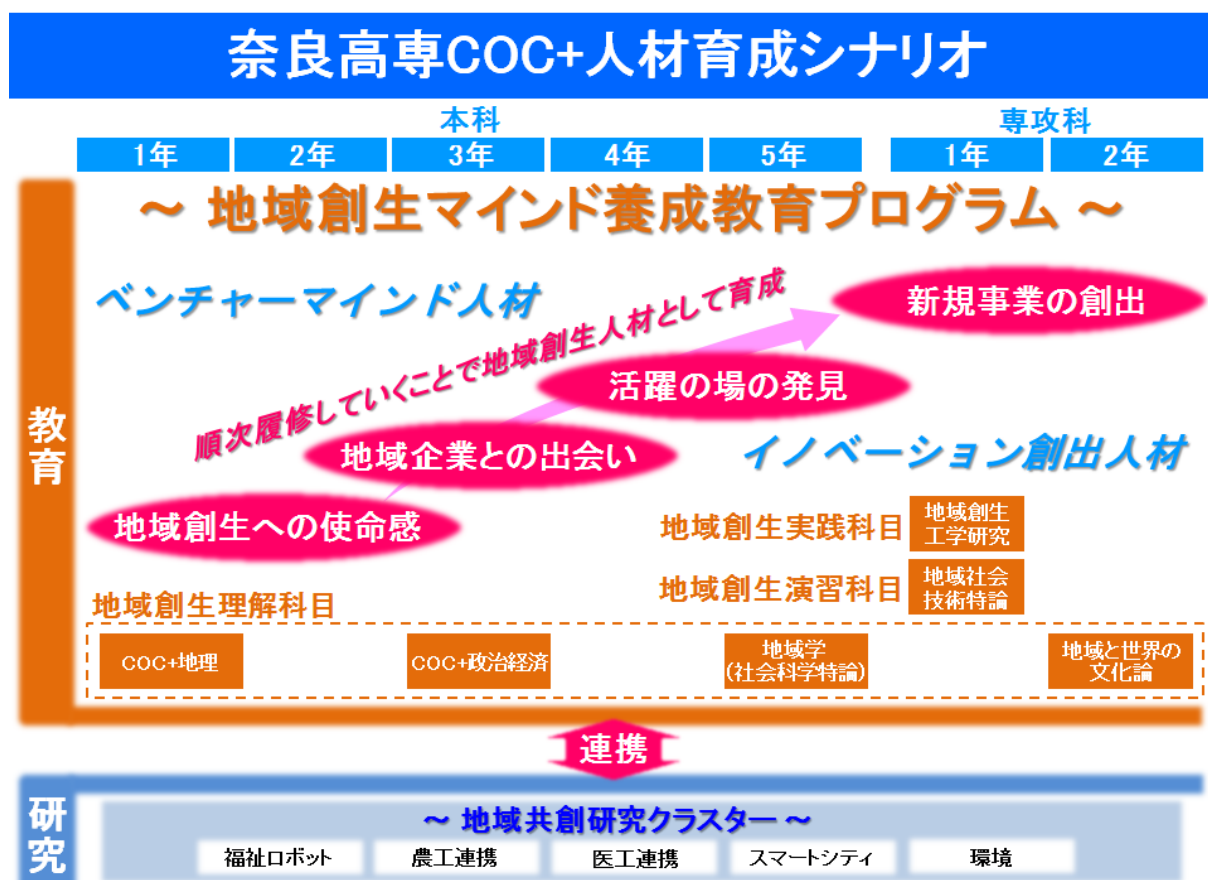 奈良高専COC+人材育成シナリオ
本科
専攻科
1年
2年
3年
4年
5年
1年
2年
教育
～ 地域創生マインド養成教育プログラム ～
ベンチャーマインド人材
順次履修していくことで地域創生人材として育成
新規事業の創出
活躍の場の発見
地域企業との出会い
イノベーション創出人材
地域創生への使命感
地域創生実践科目
地域創生
工学研究
地域創生演習科目
地域社会
技術特論
地域創生理解科目
COC+地理
COC+政治経済
地域学
(社会科学特論)
地域と世界の
文化論
連携
研究
～ 地域共創研究クラスター ～
福祉ロボット
農工連携
医工連携
スマートシティ
環境